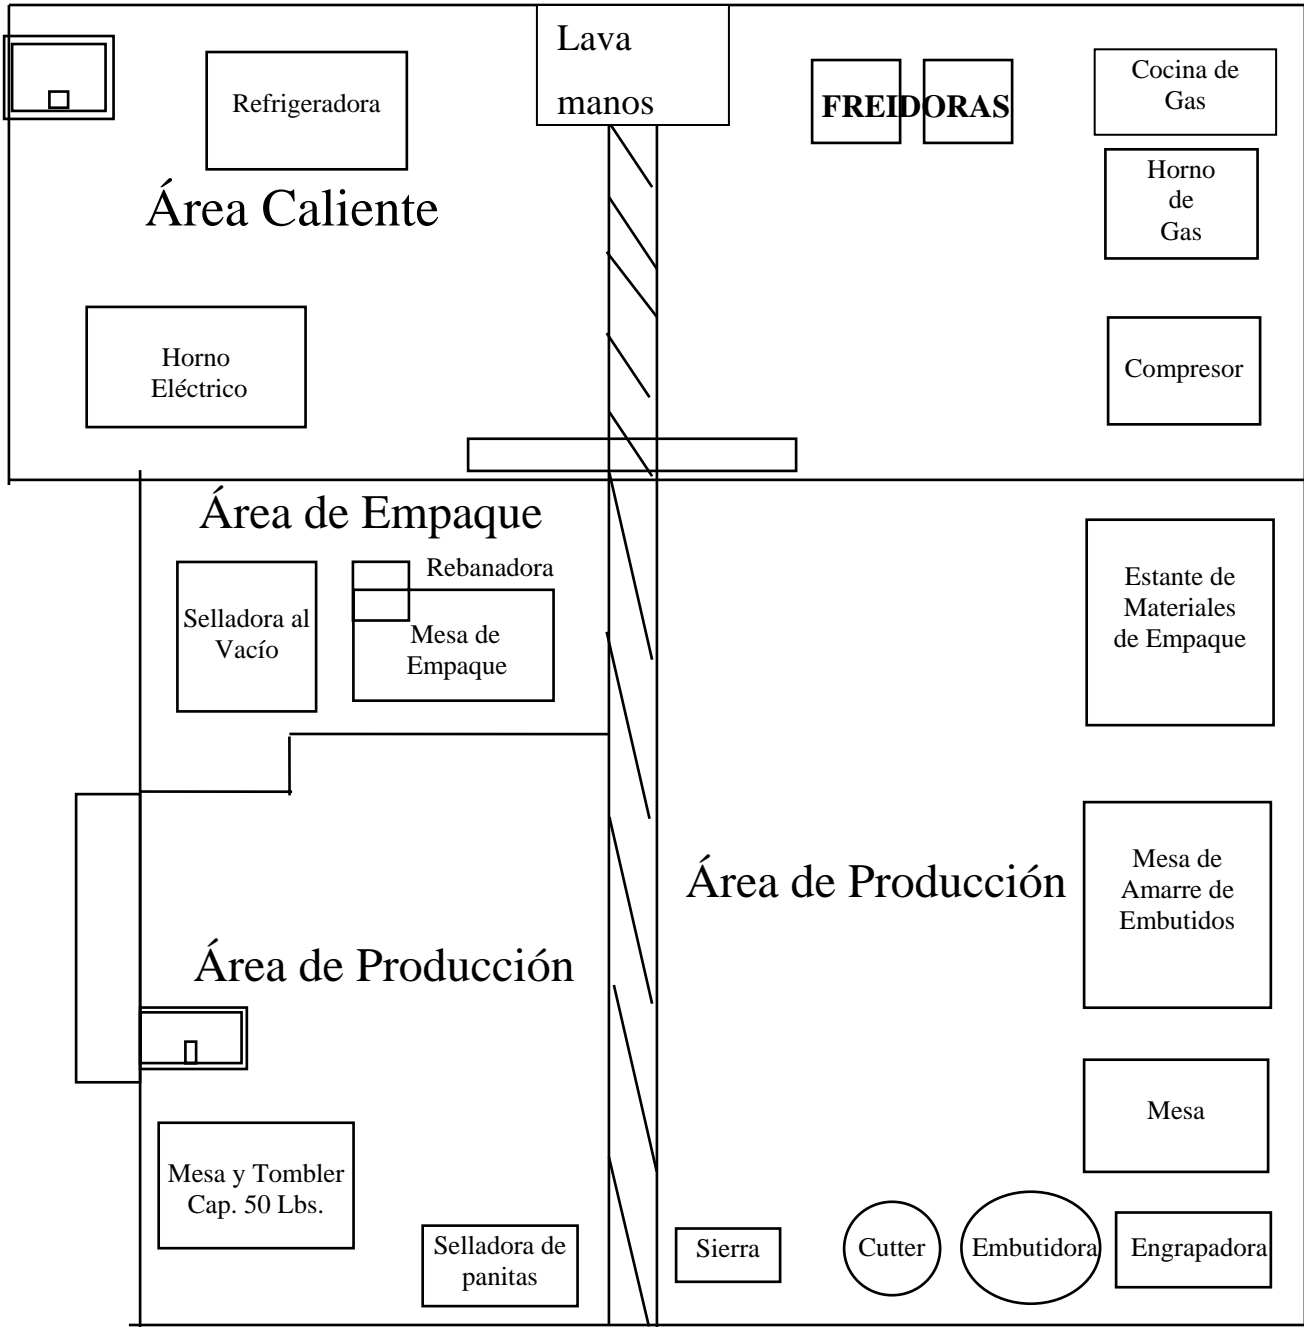 Lava
manos
Refrigeradora
FREIDORAS
Cocina de
Gas
Horno
de
Gas
Área Caliente
Horno
Eléctrico
Compresor
Área de Empaque
Rebanadora
Selladora al
Vacío
Mesa de
Empaque
Estante de
Materiales
de Empaque
Área de Producción
Mesa de
Amarre de
Embutidos
Área de Producción
Mesa
Mesa y Tombler
Cap. 50 Lbs.
Selladora de
panitas
Sierra
Cutter
Embutidora
Engrapadora